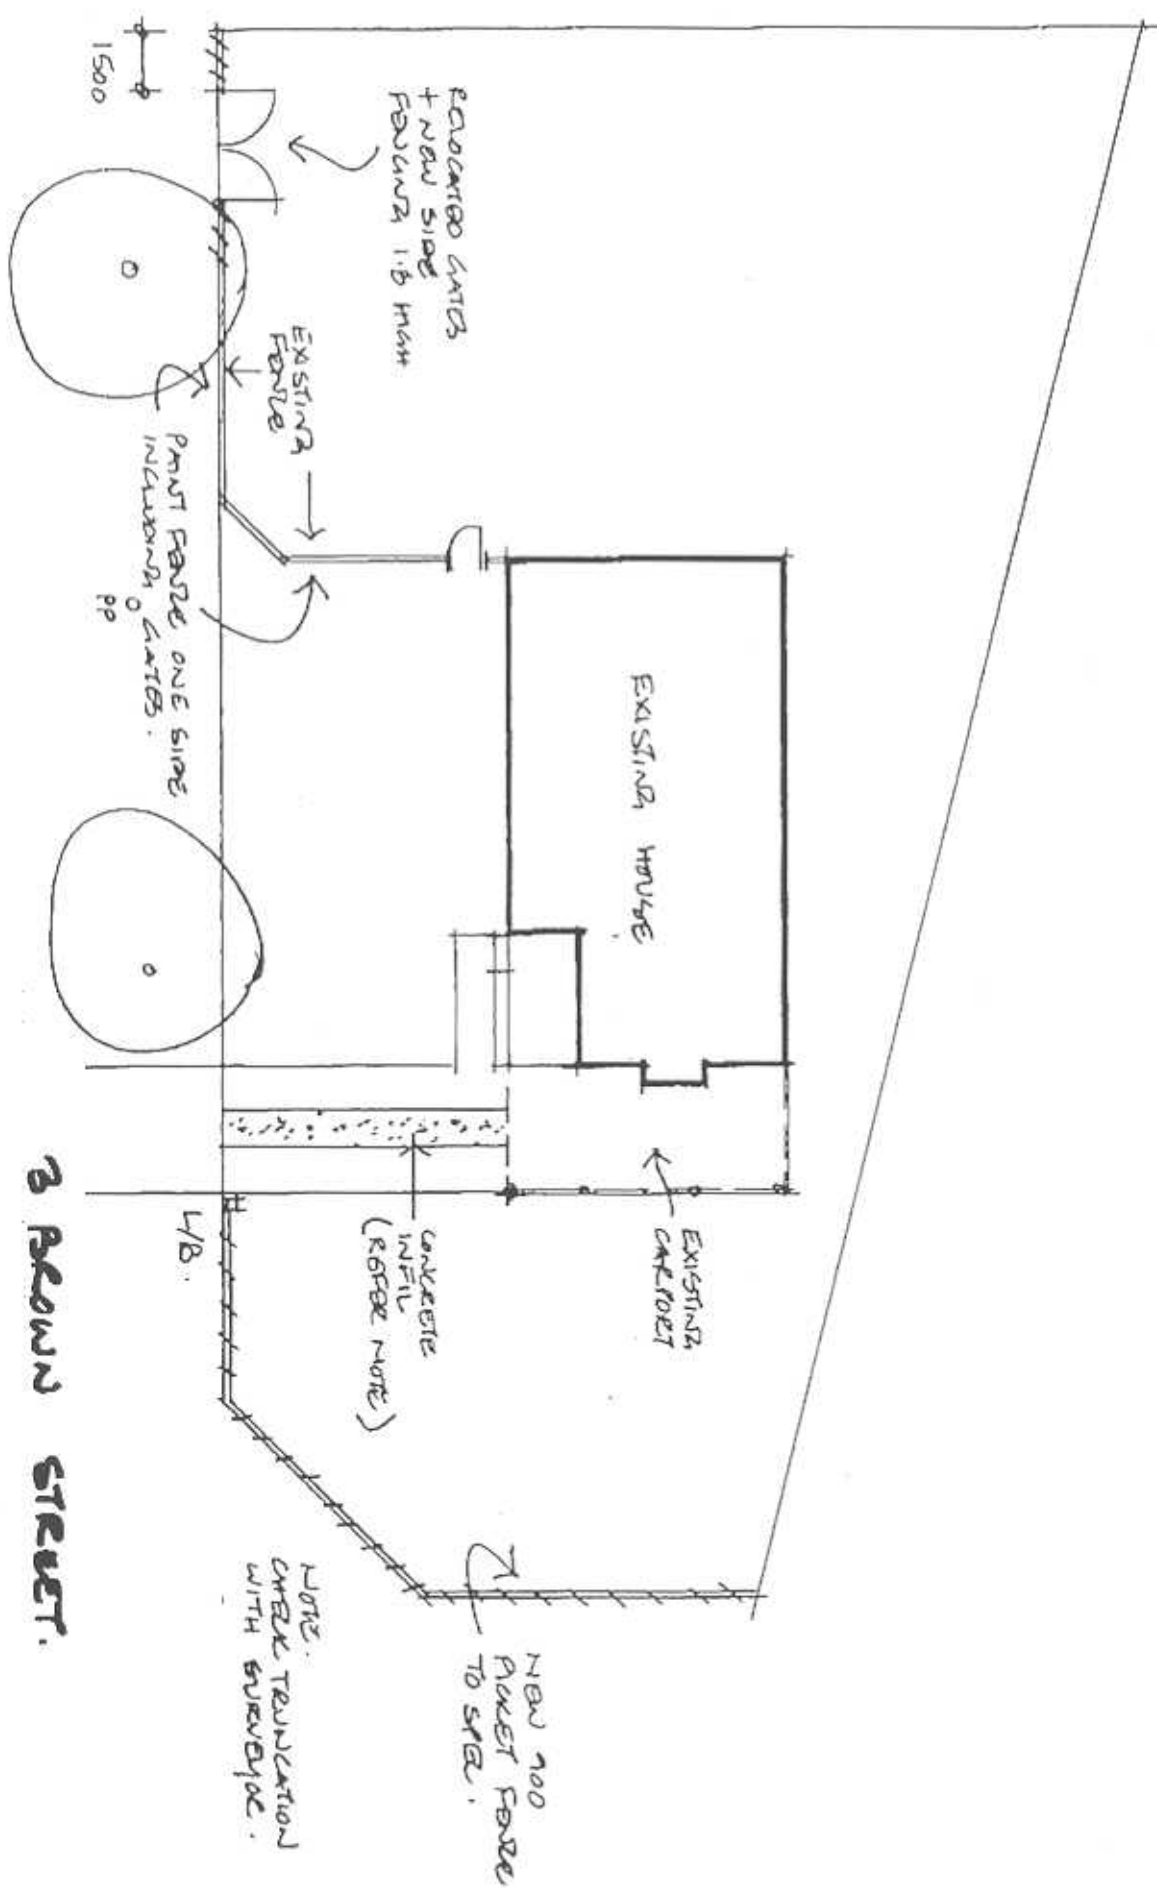 1500
RELOCATED GATES
+ NEW SIDE
FENCING 1.8 HIGH
EXISTING
FENCE
PAINT FENCE ONE SIDE
INCLUDING GATES.
PP
EXISTING HOUSE
EXISTING
CARPORT
CONCRETE
INFIL
(REFER NOTE)
L/B.
NEW 900
PICKET FENCE
TO SPEC.
NOTE.
CHECK TRUNCATION
WITH SURVEYOR.
3 BROWN STREET.